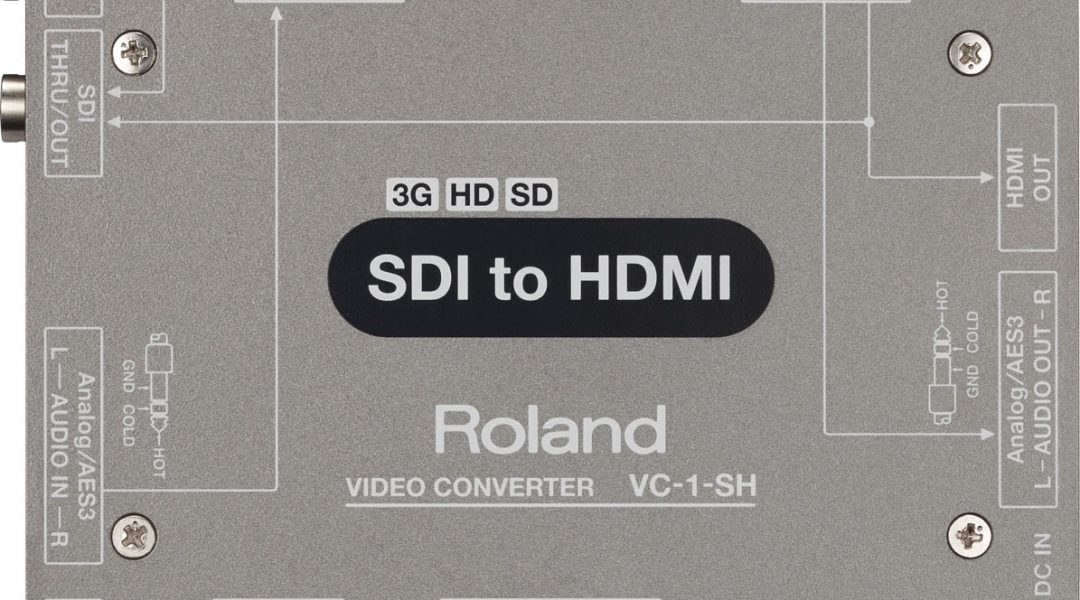 SDI
THRU/OUT
3G HD SD
SDI to HDMI
HDMI
OUT
Analog/AES3
L — AUDIO IN — R
GND COLD HOT
Roland
VIDEO CONVERTER VC-1-SH
HOT
GND COLD
Analog/AES3
L – AUDIO OUT – R
DC IN